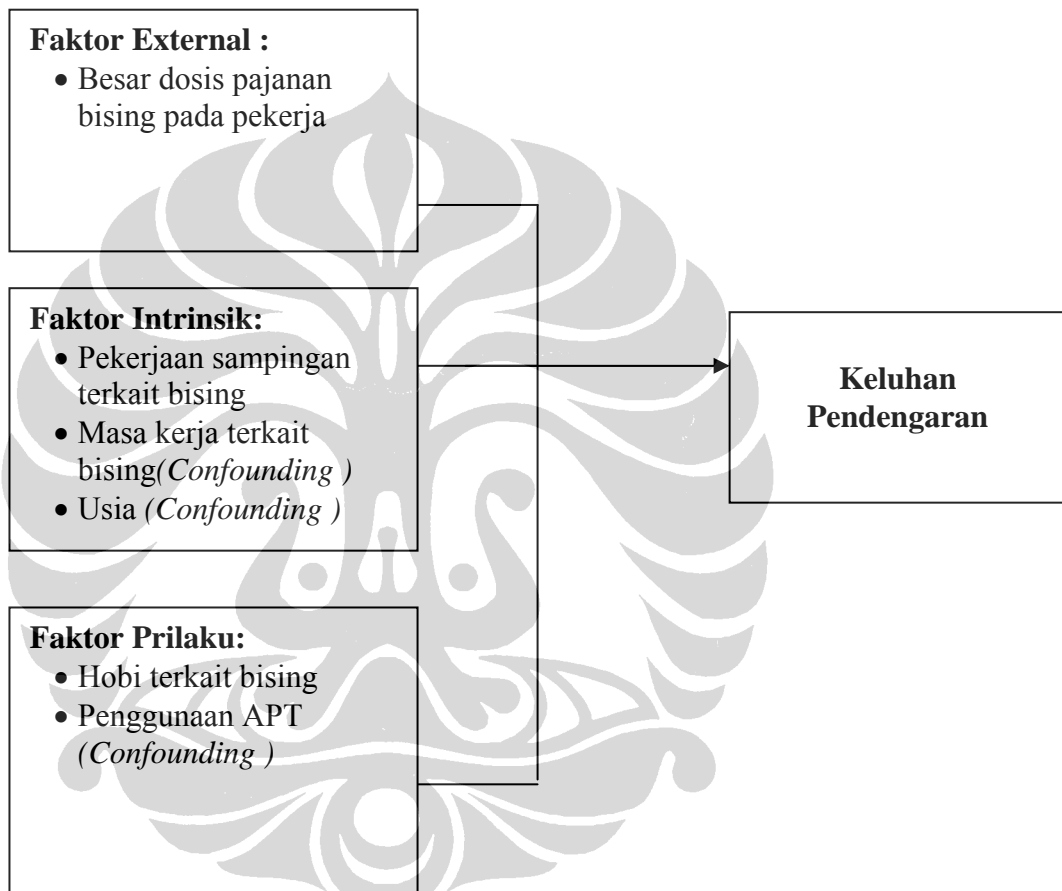 Faktor External :
• Besar dosis pajanan
bising pada pekerja
Faktor Intrinsik:
• Pekerjaan sampingan
terkait bising
• Masa kerja terkait
bising(Confounding )
• Usia (Confounding )
Keluhan
Pendengaran
Faktor Prilaku:
• Hobi terkait bising
• Penggunaan APT
(Confounding )